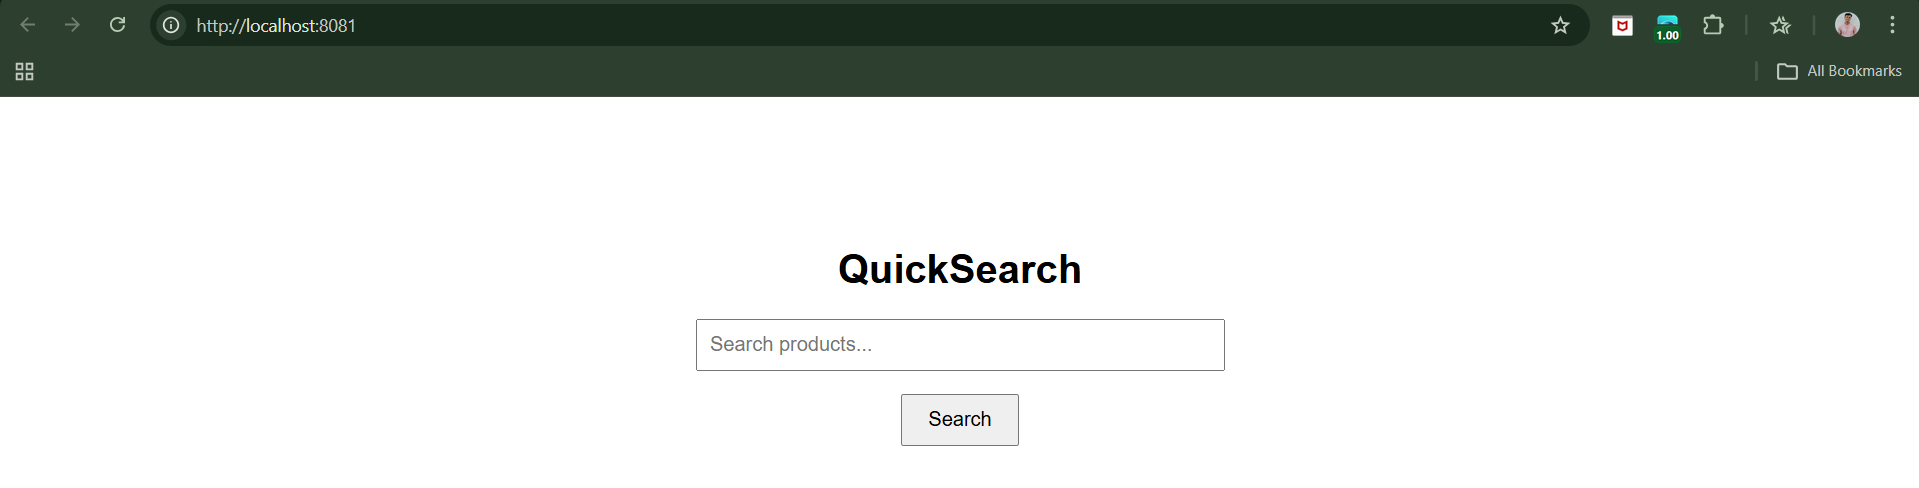 http://localhost:8081
1.00
All Bookmarks
QuickSearch
Search products...
Search